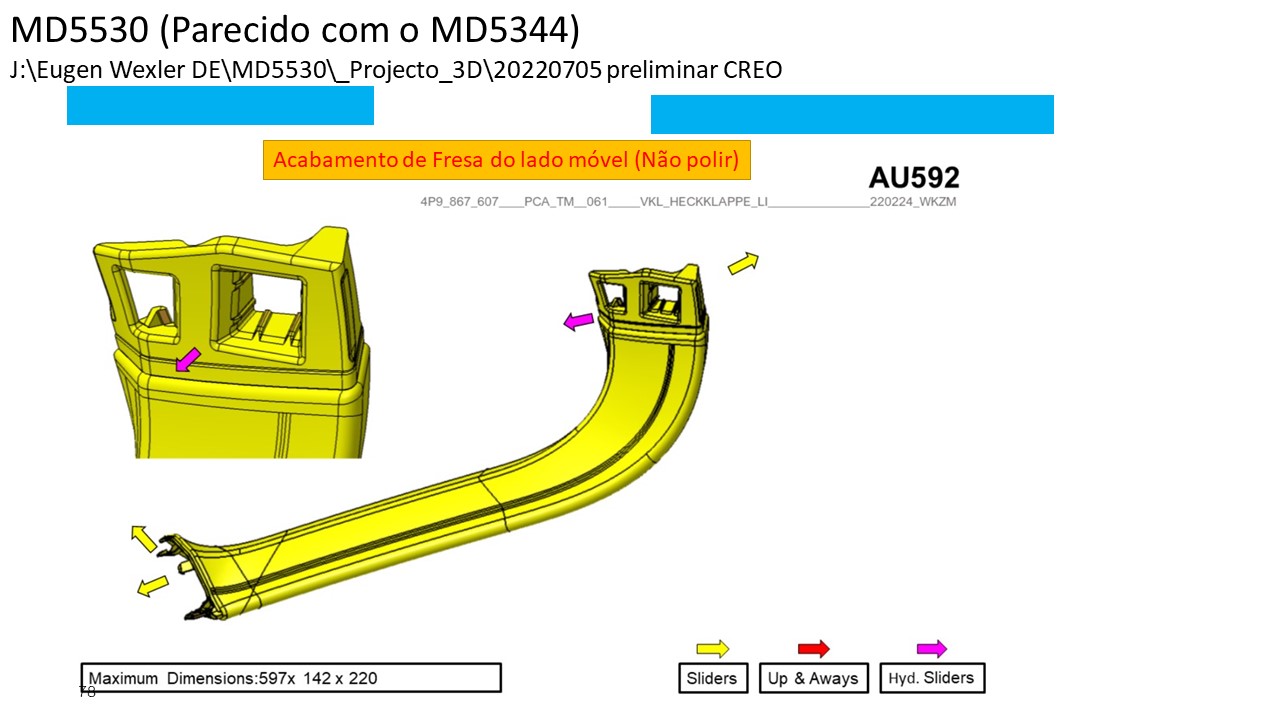 MD5530 (Parecido com o MD5344)
J:\Eugen Wexler DE\MD5530\_Projecto_3D\20220705 preliminar CREO
Acabamento de Fresa do lado móvel (Não polir)
AU592
4P9_867_607____PCA_TM__061_____VKL_HECKKLAPPE_LI________________220224_WKZM
Maximum Dimensions:597x 142 x 220
78
Sliders
Up & Aways
Hyd. Sliders